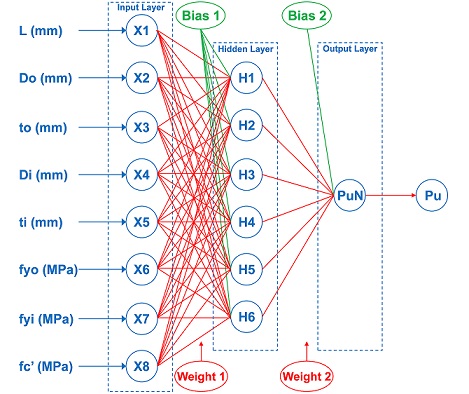 Input Layer
Bias 1
Bias 2
Hidden Layer
Output Layer
L (mm)
X1
Do (mm)
X2
H1
to (mm)
X3
H2
Di (mm)
X4
H3
PuN
Pu
ti (mm)
X5
H4
fyo (MPa)
X6
H5
fyi (MPa)
X7
H6
fc' (MPa)
X8
Weight 1
Weight 2